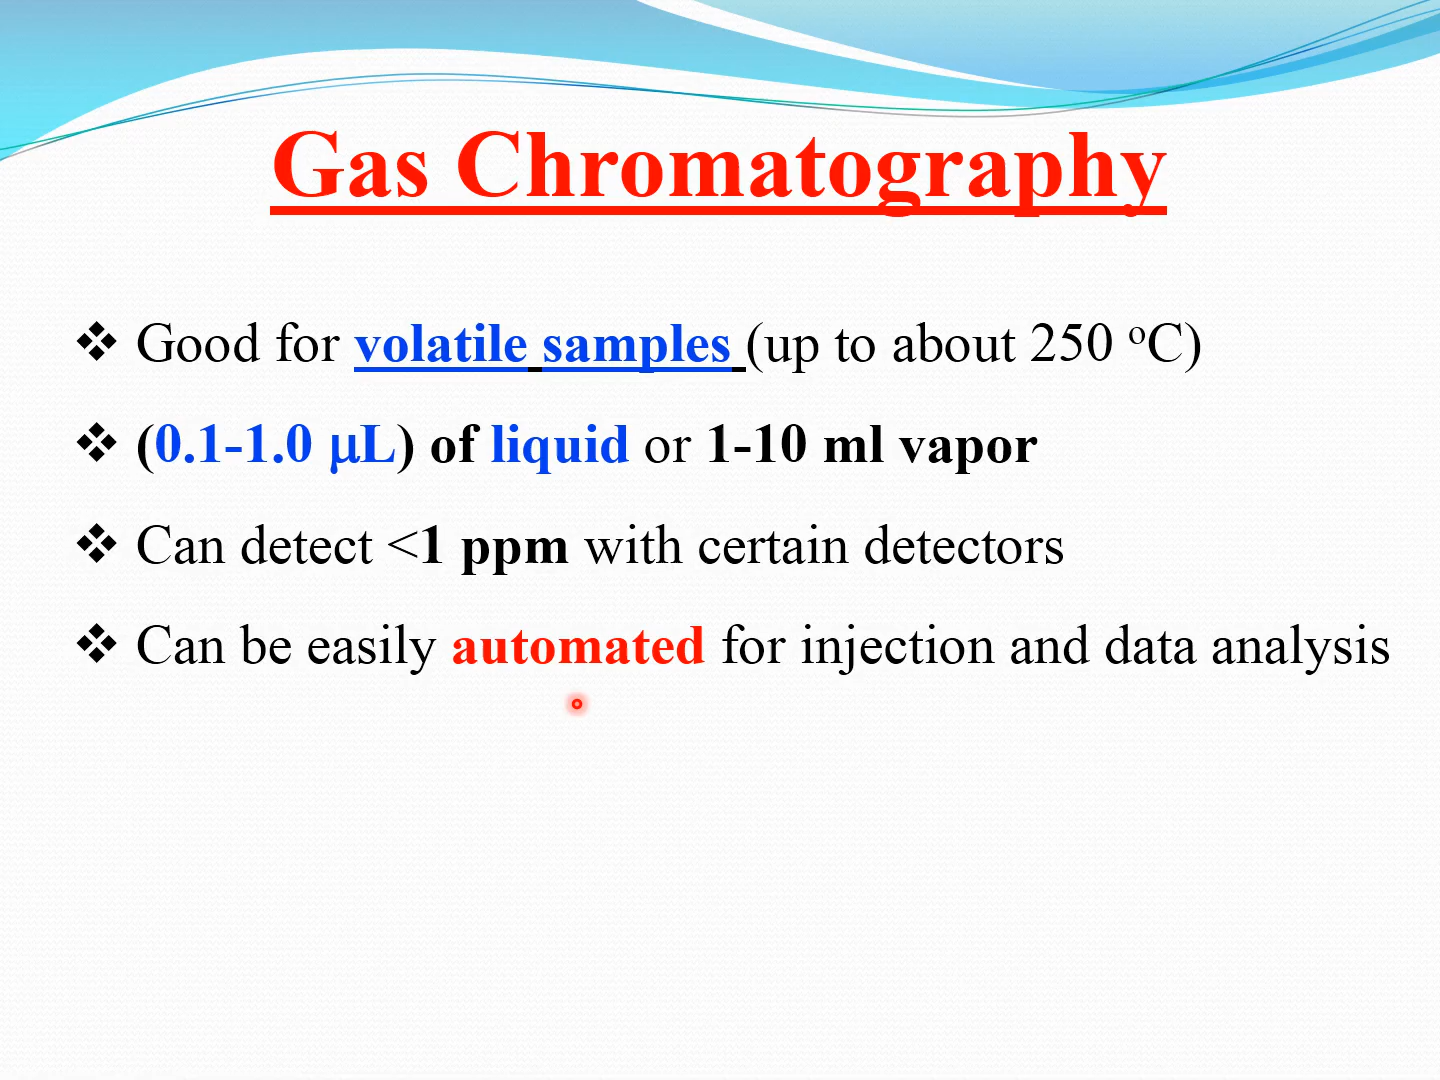 Gas Chromatography
❖ Good for volatile samples (up to about 250 ºC)
❖ (0.1-1.0 μL) of liquid or 1-10 ml vapor
❖ Can detect <1 ppm with certain detectors
❖ Can be easily automated for injection and data analysis